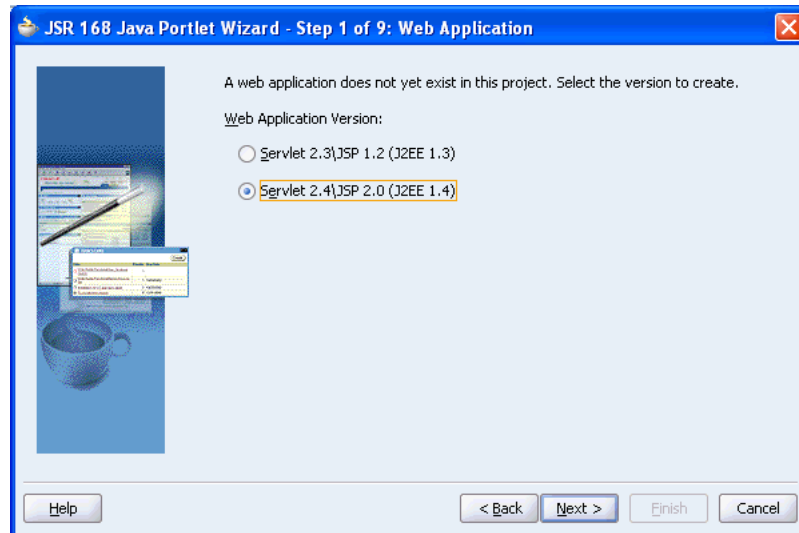 JSR 168 Java Portlet Wizard - Step 1 of 9: Web Application
A web application does not yet exist in this project. Select the version to create.
Web Application Version:
Servlet 2.3\JSP 1.2 (J2EE 1.3)
Servlet 2.4\JSP 2.0 (J2EE 1.4)
Help
< Back
Next >
Finish
Cancel